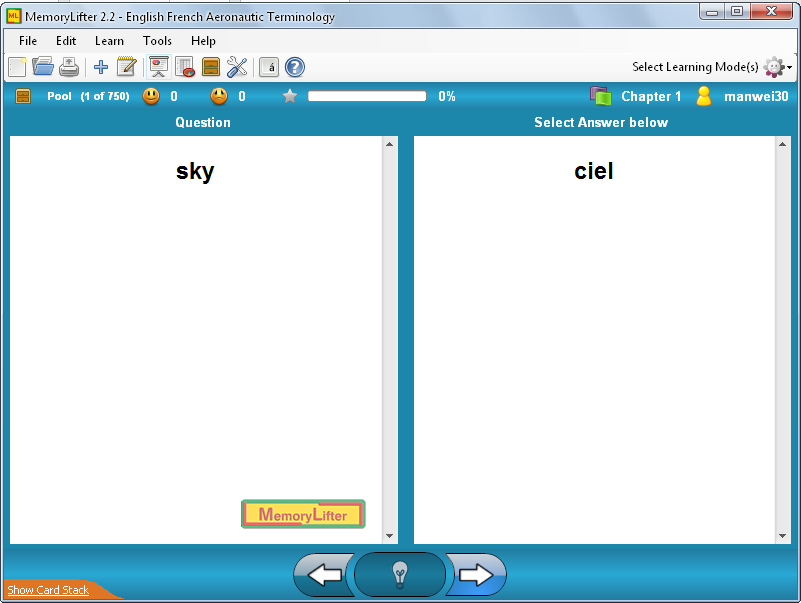 ML MemoryLifter 2.2 - English French Aeronautic Terminology
File Edit Learn Tools Help
á ? Select Learning Mode(s)
Pool (1 of 750) 0 0 0% Chapter 1 manwei30
Question Select Answer below
sky ciel
MEMORYLIFTER
Show Card Stack